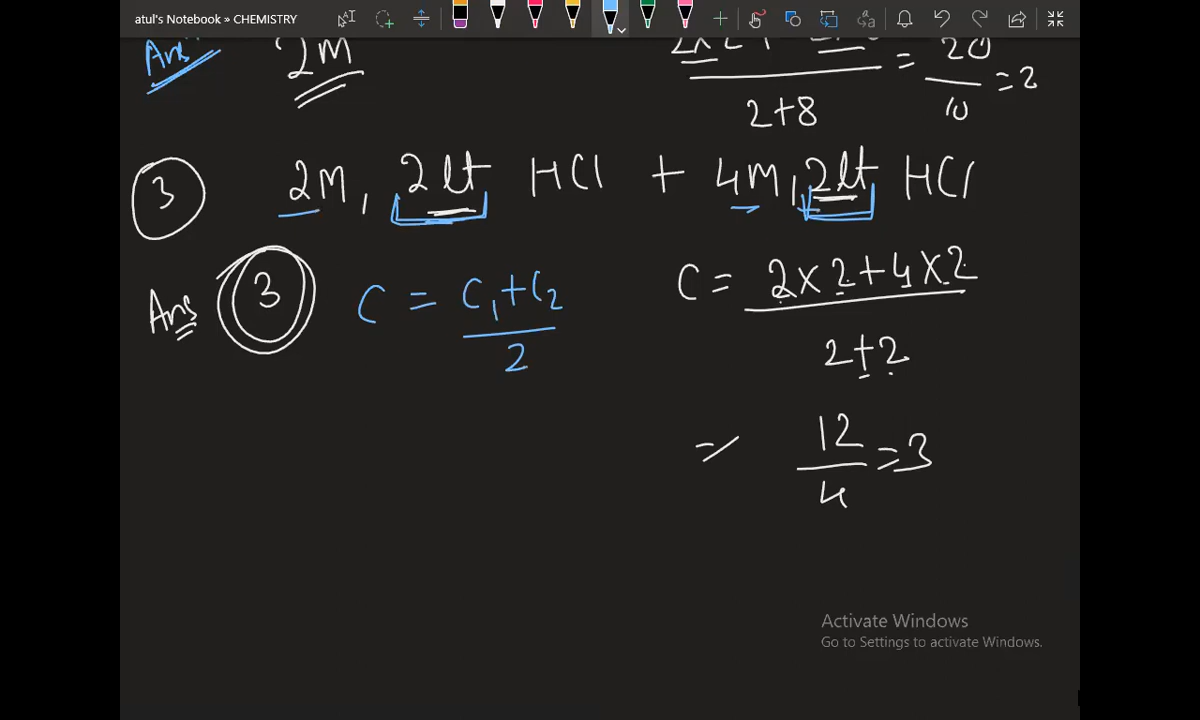 atul's Notebook » CHEMISTRY
Ans
2M
20
2+8 = 10 = 2
3 2M, 2lt HCl + 4M, 2lt HCl
Ans 3 C = C₁+C₂ / 2
C = 2×2+4×2 / 2+2
⇒ 12/4 = 3
Activate Windows
Go to Settings to activate Windows.